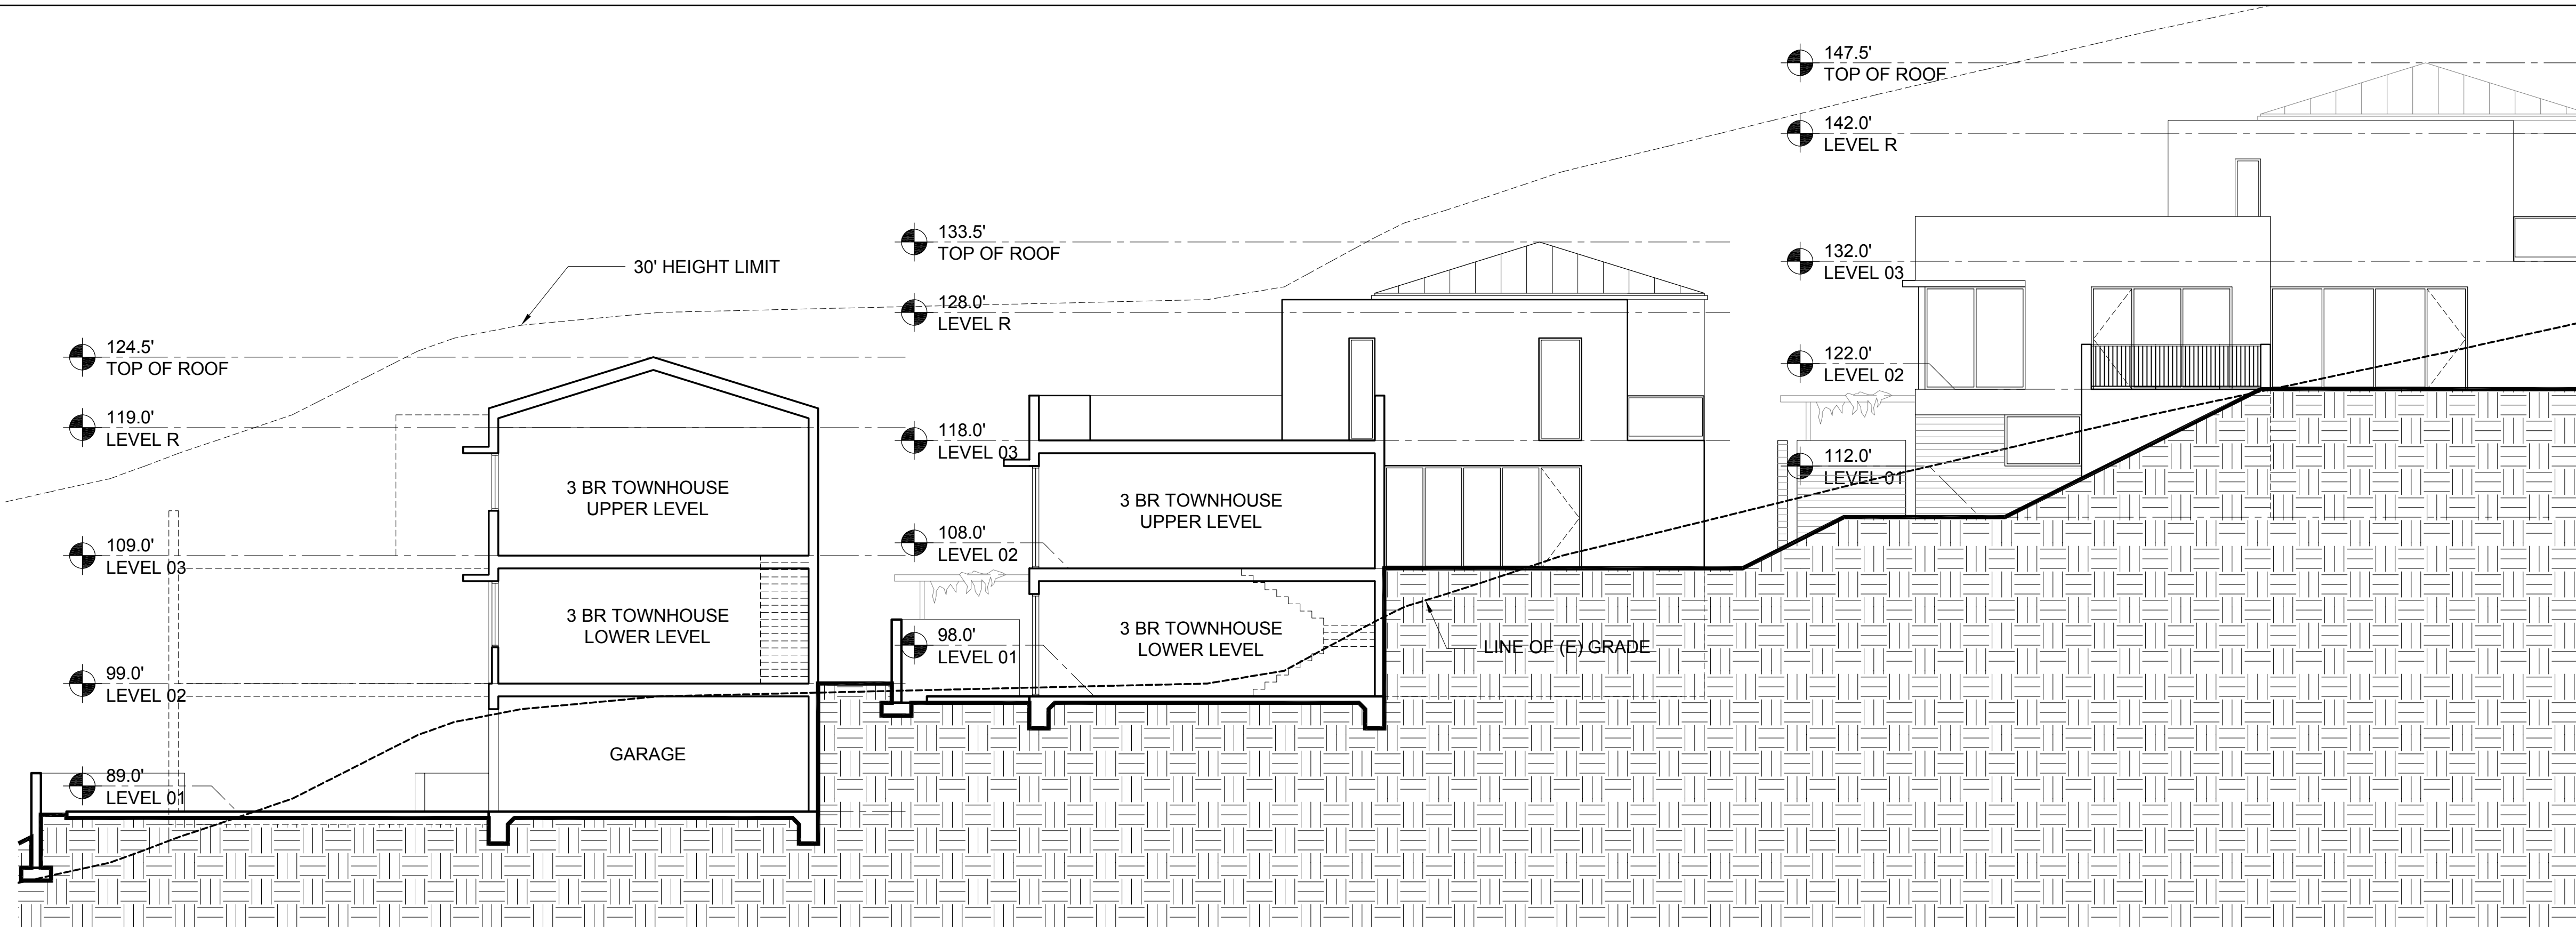 147.5'
TOP OF ROOF
142.0'
LEVEL R
132.0'
LEVEL 03
122.0'
LEVEL 02
112.0'
LEVEL 01
133.5'
TOP OF ROOF
128.0'
LEVEL R
118.0'
LEVEL 03
108.0'
LEVEL 02
98.0'
LEVEL 01
30' HEIGHT LIMIT
124.5'
TOP OF ROOF
119.0'
LEVEL R
109.0'
LEVEL 03
99.0'
LEVEL 02
89.0'
LEVEL 01
3 BR TOWNHOUSE
UPPER LEVEL
3 BR TOWNHOUSE
LOWER LEVEL
GARAGE
3 BR TOWNHOUSE
UPPER LEVEL
3 BR TOWNHOUSE
LOWER LEVEL
LINE OF (E) GRADE